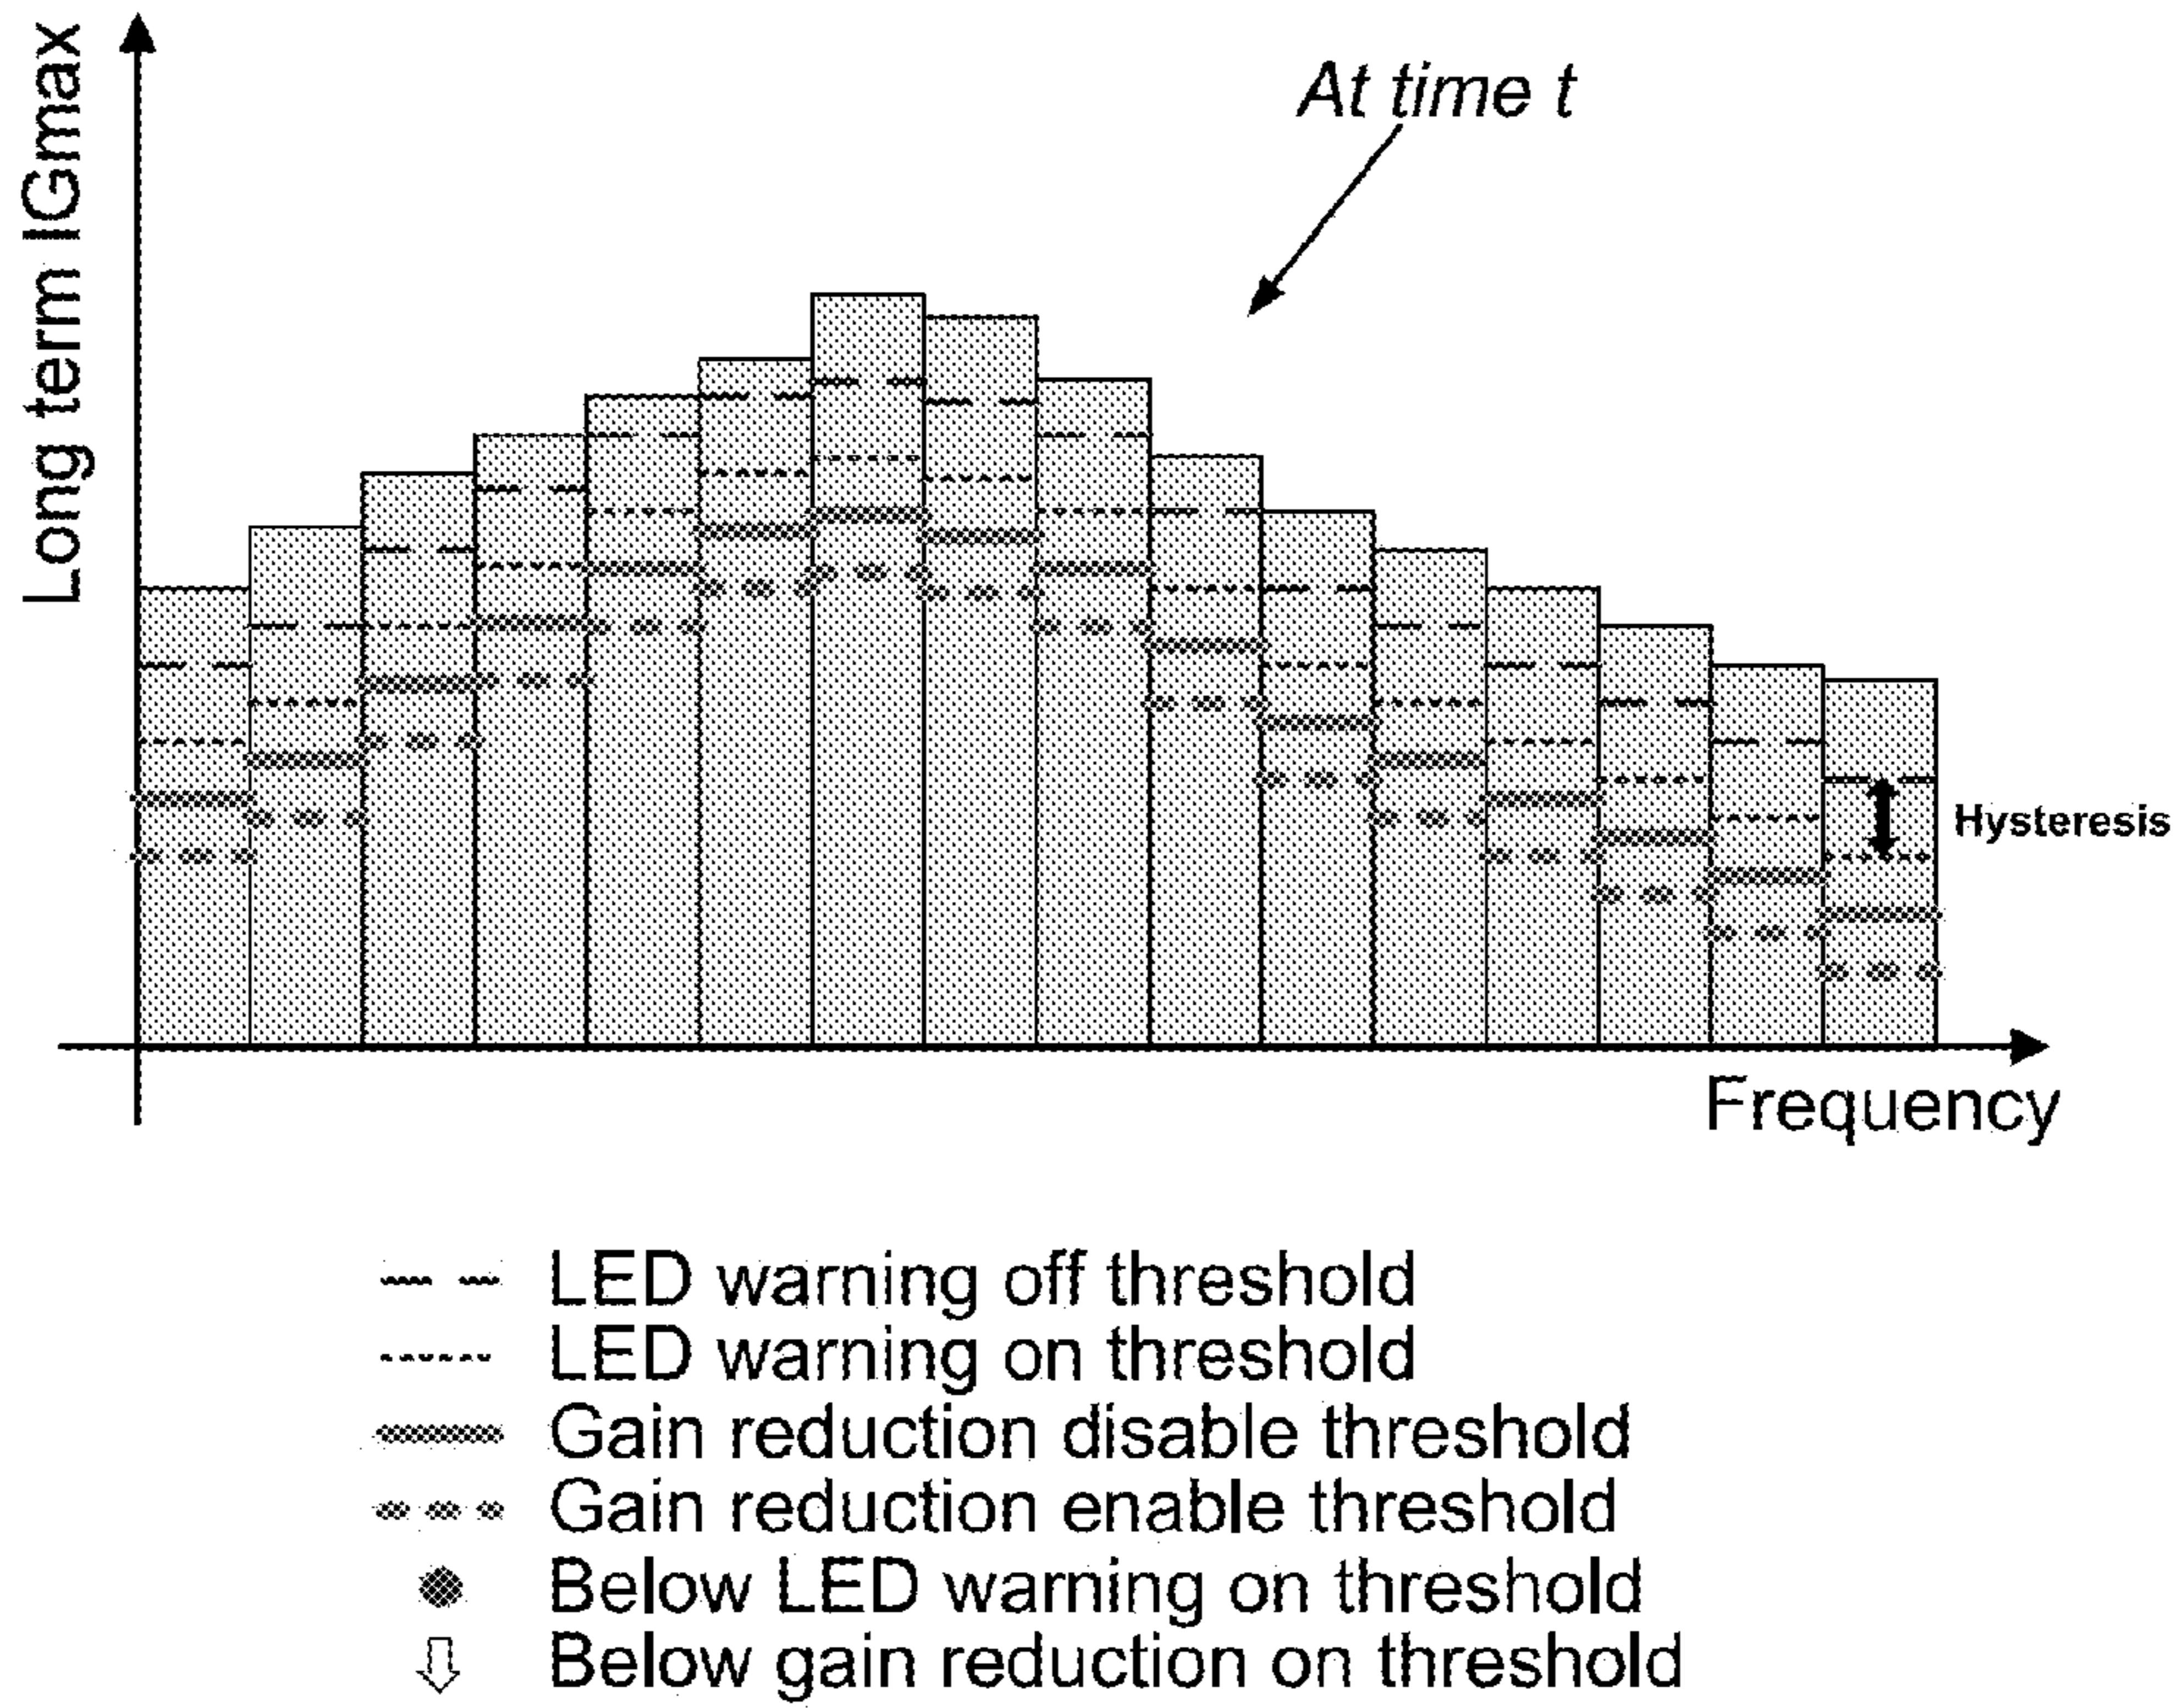 Long term IGmax
At time t
Hysteresis
Frequency
LED warning off threshold
LED warning on threshold
Gain reduction disable threshold
Gain reduction enable threshold
Below LED warning on threshold
Below gain reduction on threshold